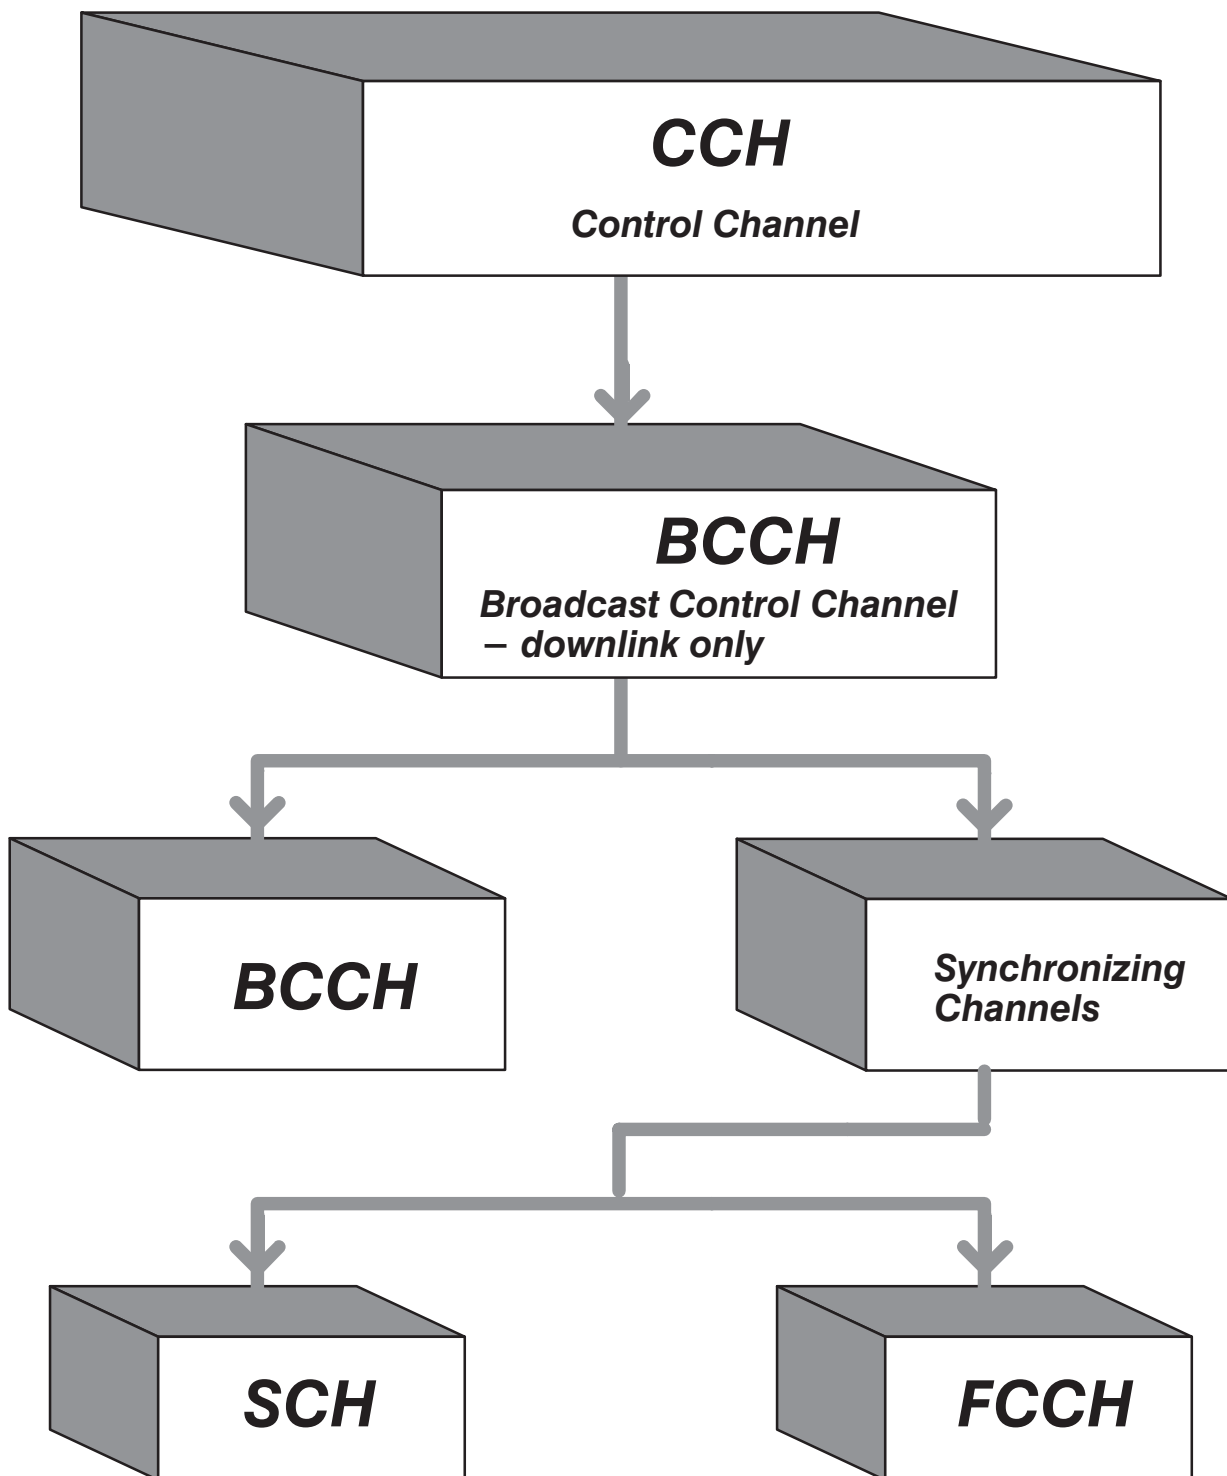 CCH
Control Channel
BCCH
Broadcast Control Channel
– downlink only
BCCH
Synchronizing
Channels
SCH
FCCH